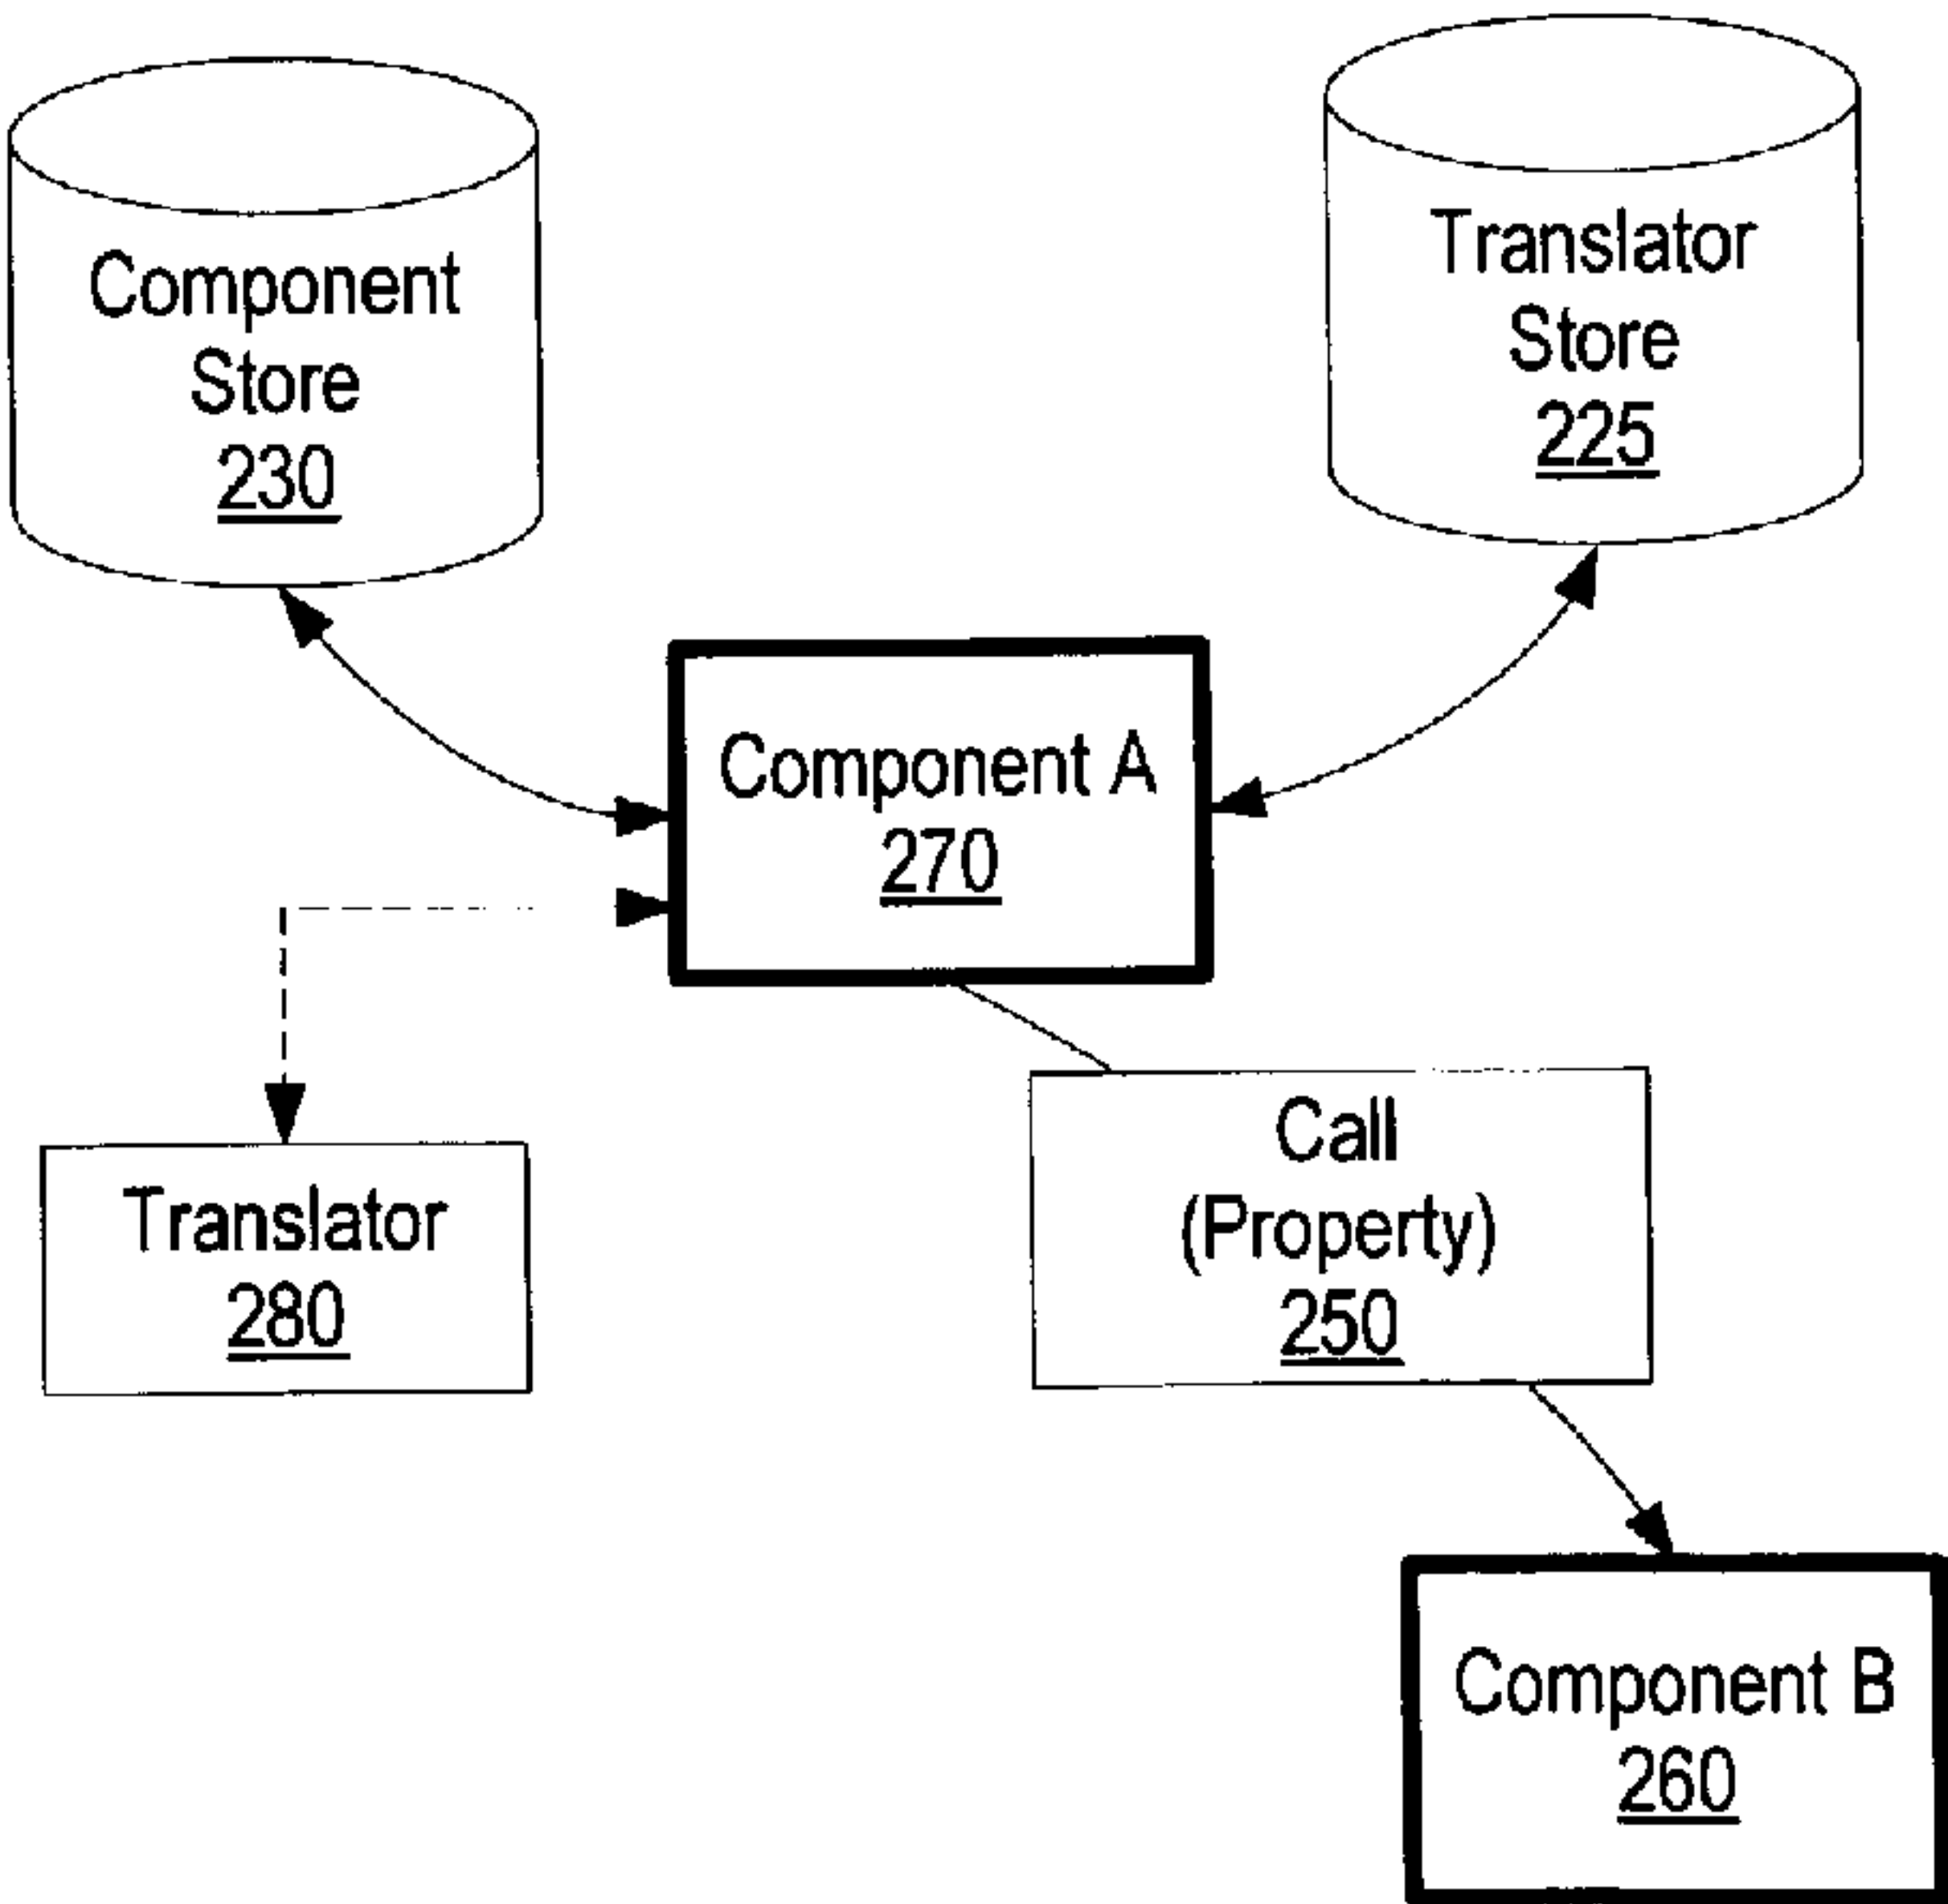 Component
Store
230
Translator
Store
225
Component A
270
Translator
280
Call
(Property)
250
Component B
260